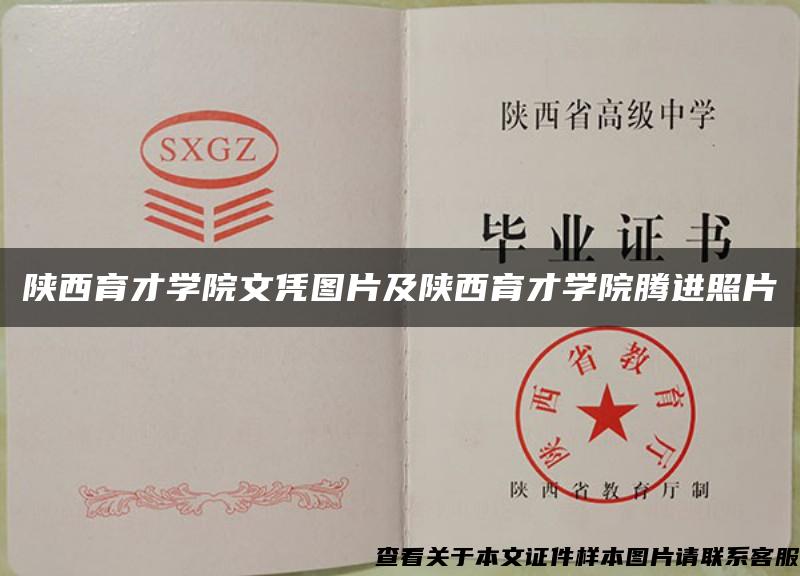 SXGZ
陕西省高级中学
毕业证书
陕西育才学院文凭图片及陕西育才学院腾进照片
陕西省教育厅
陕西省教育厅制
查看关于本文证件样本图片请联系客服